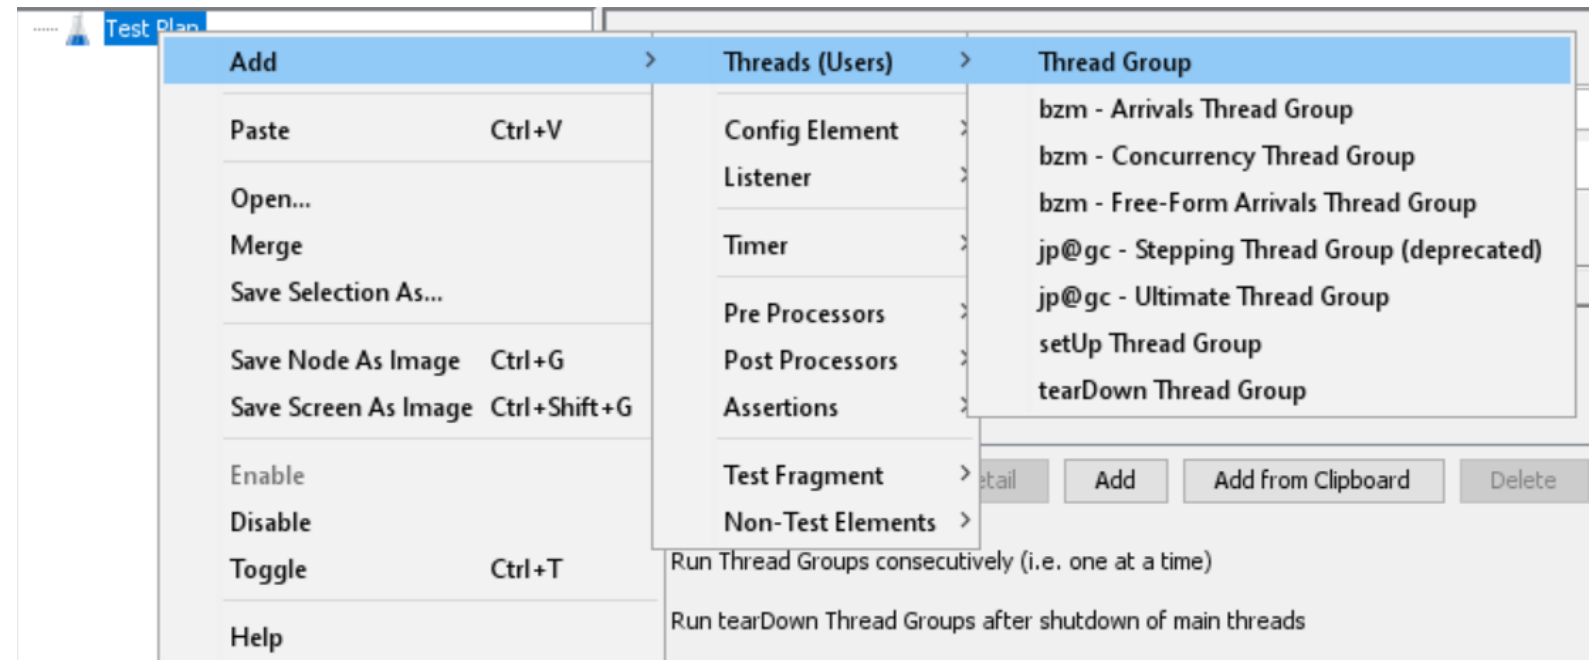 Test Plan
Add
Paste Ctrl+V
Open...
Merge
Save Selection As...
Save Node As Image Ctrl+G
Save Screen As Image Ctrl+Shift+G
Enable
Disable
Toggle Ctrl+T
Help
Threads (Users)
Config Element
Listener
Timer
Pre Processors
Post Processors
Assertions
Test Fragment
Non-Test Elements
Thread Group
bzm - Arrivals Thread Group
bzm - Concurrency Thread Group
bzm - Free-Form Arrivals Thread Group
jp@gc - Stepping Thread Group (deprecated)
jp@gc - Ultimate Thread Group
setUp Thread Group
tearDown Thread Group
etail Add Add from Clipboard Delete
Run Thread Groups consecutively (i.e. one at a time)
Run tearDown Thread Groups after shutdown of main threads